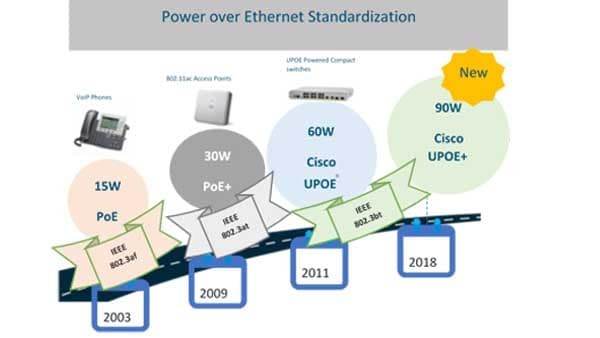 Power over Ethernet Standardization
New
UPOE Powered Compact
switches
802.11ac Access Points
VoIP Phones
90W
Cisco
UPOE+
60W
Cisco
UPOE®
30W
PoE+
15W
PoE
IEEE
802.3af
IEEE
802.3at
IEEE
802.3bt
2003
2009
2011
2018